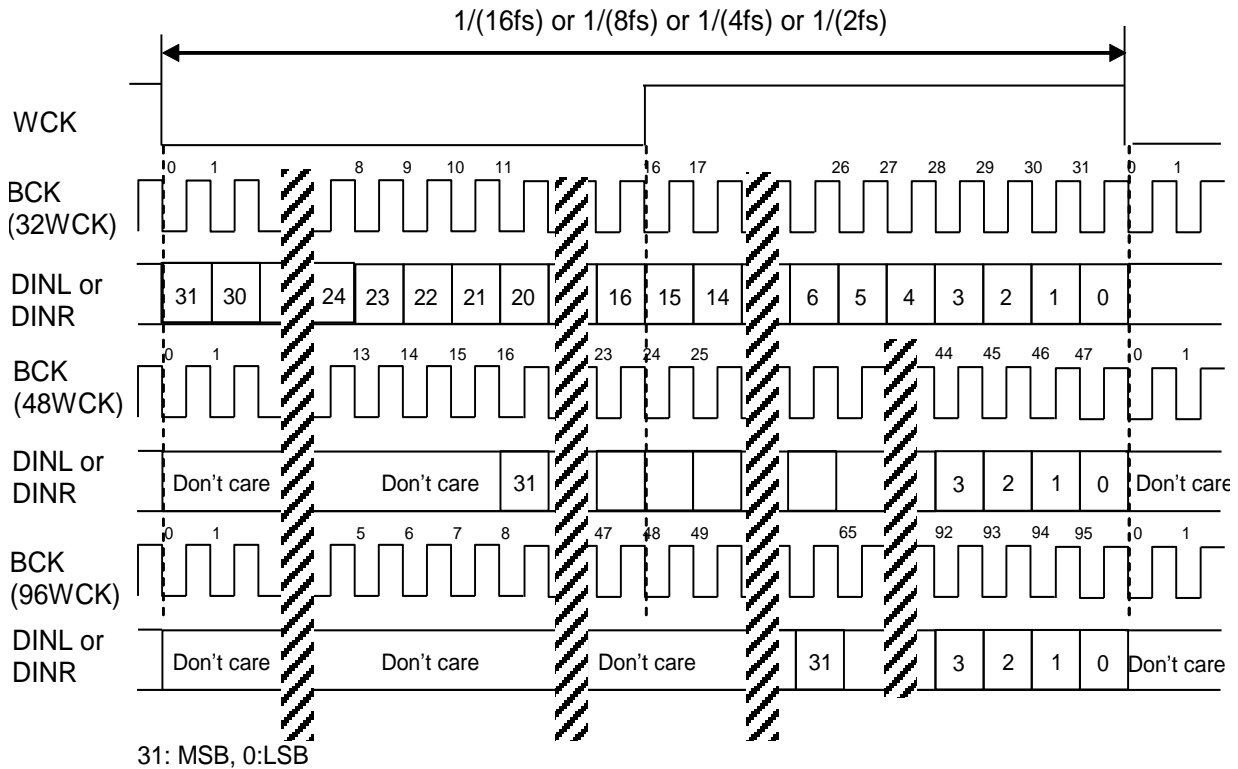 1/(16fs) or 1/(8fs) or 1/(4fs) or 1/(2fs)
WCK
0 1 8 9 10 11 16 17 26 27 28 29 30 31 0 1
BCK
(32WCK)
DINL or
DINR
31 30 24 23 22 21 20 16 15 14 6 5 4 3 2 1 0
0 1 13 14 15 16 23 24 25 44 45 46 47 0 1
BCK
(48WCK)
DINL or
DINR
Don't care Don't care 31 3 2 1 0 Don't care
0 1 5 6 7 8 47 48 49 65 92 93 94 95 0 1
BCK
(96WCK)
DINL or
DINR
Don't care Don't care Don't care 31 3 2 1 0 Don't care
31: MSB, 0:LSB